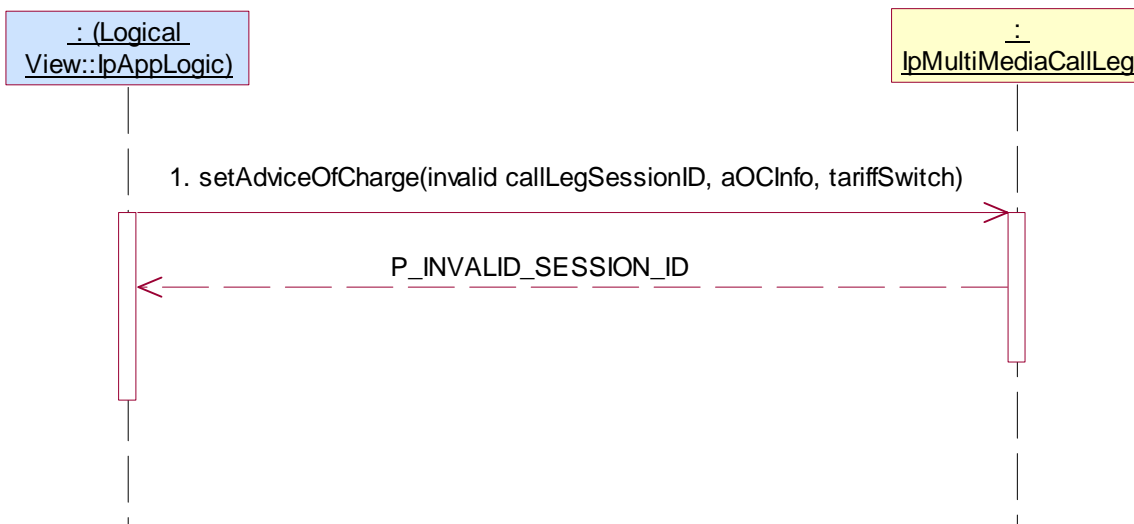 : (Logical
View::IpAppLogic)
:
IpMultiMediaCallLeg
1. setAdviceOfCharge(invalid callLegSessionID, aOCInfo, tariffSwitch)
P_INVALID_SESSION_ID